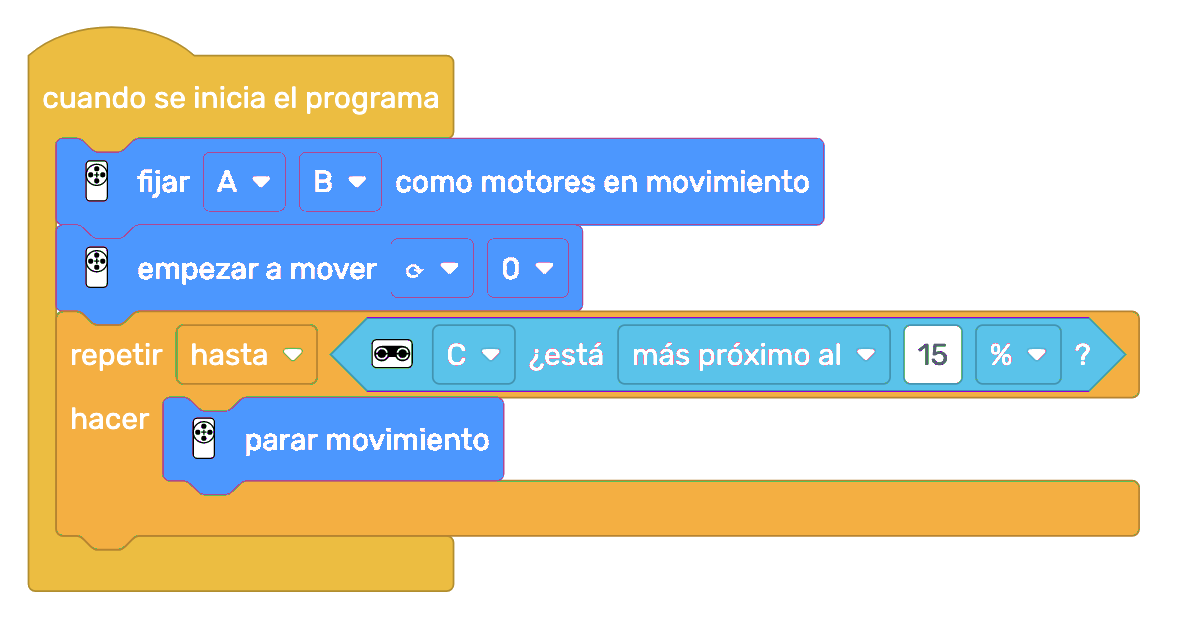 cuando se inicia el programa
fijar A B como motores en movimiento
empezar a mover ⟳ 0
repetir hasta C ¿está más próximo al 15 % ?
hacer
parar movimiento